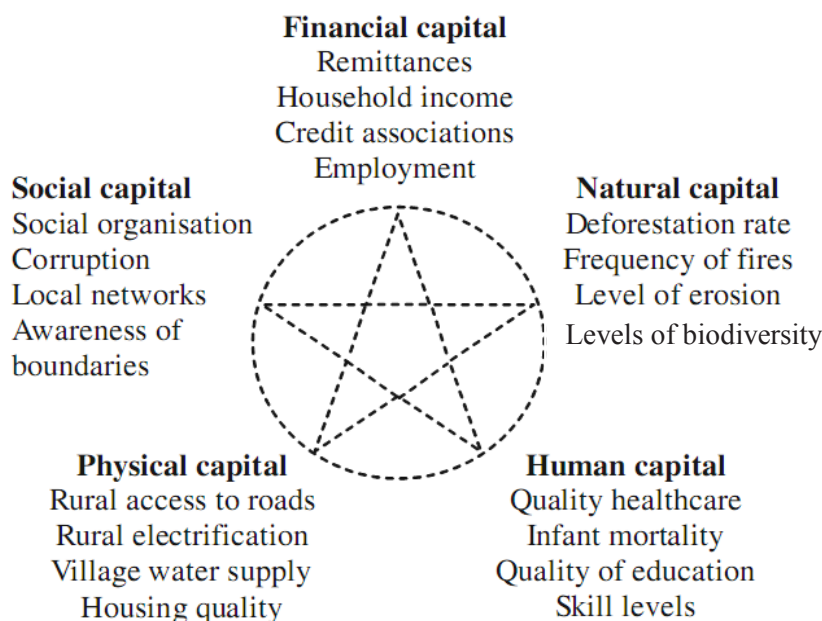 Financial capital
Remittances
Household income
Credit associations
Employment
Social capital
Social organisation
Corruption
Local networks
Awareness of
boundaries
Natural capital
Deforestation rate
Frequency of fires
Level of erosion
Levels of biodiversity
Physical capital
Rural access to roads
Rural electrification
Village water supply
Housing quality
Human capital
Quality healthcare
Infant mortality
Quality of education
Skill levels